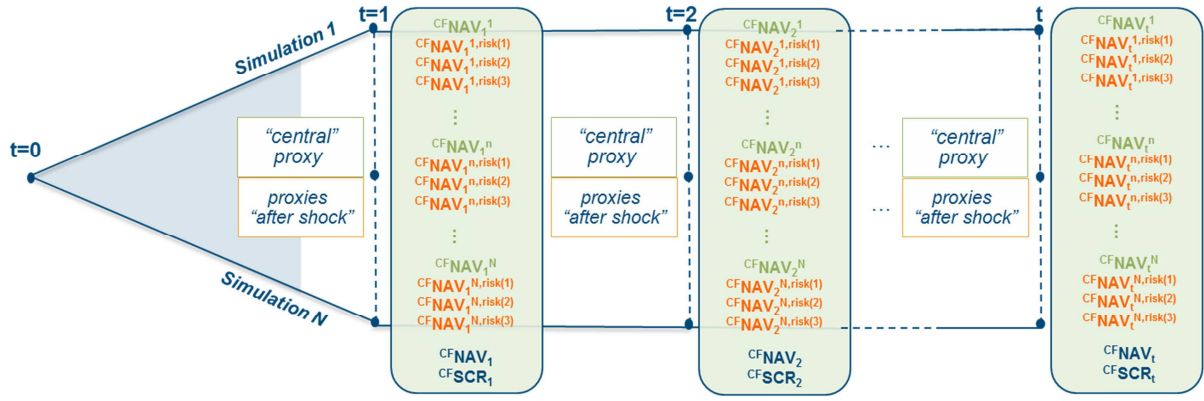 t=0
Simulation 1
Simulation N
t=1
"central"
proxy
proxies
"after shock"
CFNAV₁¹
CFNAV₁1,risk(1)
CFNAV₁1,risk(2)
CFNAV₁1,risk(3)
⋮
CFNAV₁ⁿ
CFNAV₁n,risk(1)
CFNAV₁n,risk(2)
CFNAV₁n,risk(3)
⋮
CFNAV₁N
CFNAV₁N,risk(1)
CFNAV₁N,risk(2)
CFNAV₁N,risk(3)
CFNAV₁
CFSCR₁
t=2
"central"
proxy
proxies
"after shock"
CFNAV₂¹
CFNAV₂1,risk(1)
CFNAV₂1,risk(2)
CFNAV₂1,risk(3)
⋮
CFNAV₂ⁿ
CFNAV₂n,risk(1)
CFNAV₂n,risk(2)
CFNAV₂n,risk(3)
⋮
CFNAV₂N
CFNAV₂N,risk(1)
CFNAV₂N,risk(2)
CFNAV₂N,risk(3)
CFNAV₂
CFSCR₂
...
...
t
"central"
proxy
proxies
"after shock"
CFNAVₜ¹
CFNAVₜ1,risk(1)
CFNAVₜ1,risk(2)
CFNAVₜ1,risk(3)
⋮
CFNAVₜⁿ
CFNAVₜn,risk(1)
CFNAVₜn,risk(2)
CFNAVₜn,risk(3)
⋮
CFNAVₜN
CFNAVₜN,risk(1)
CFNAVₜN,risk(2)
CFNAVₜN,risk(3)
CFNAVₜ
CFSCRₜ